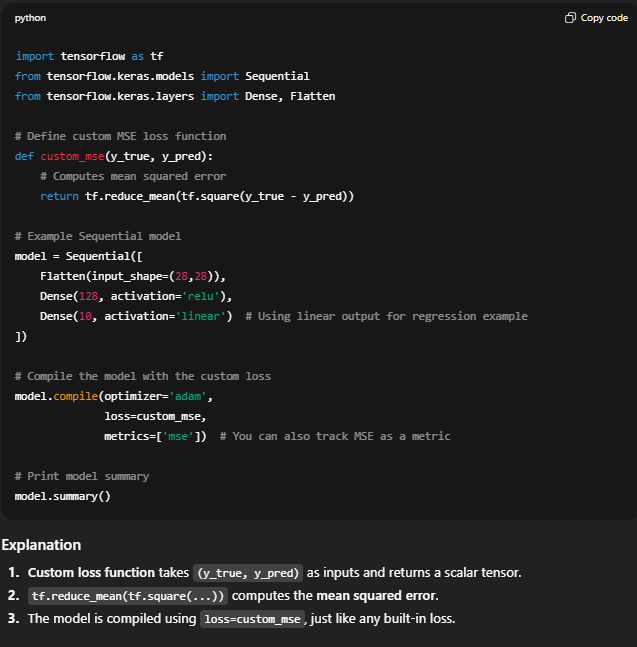 python
Copy code
import tensorflow as tf
from tensorflow.keras.models import Sequential
from tensorflow.keras.layers import Dense, Flatten
# Define custom MSE loss function
def custom_mse(y_true, y_pred):
    # Computes mean squared error
    return tf.reduce_mean(tf.square(y_true - y_pred))
# Example Sequential model
model = Sequential([
    Flatten(input_shape=(28,28)),
    Dense(128, activation='relu'),
    Dense(10, activation='linear')  # Using linear output for regression example
])
# Compile the model with the custom loss
model.compile(optimizer='adam',
              loss=custom_mse,
              metrics=['mse'])  # You can also track MSE as a metric
# Print model summary
model.summary()
Explanation
1. Custom loss function takes (y_true, y_pred) as inputs and returns a scalar tensor.
2. tf.reduce_mean(tf.square(...)) computes the mean squared error.
3. The model is compiled using loss=custom_mse, just like any built-in loss.